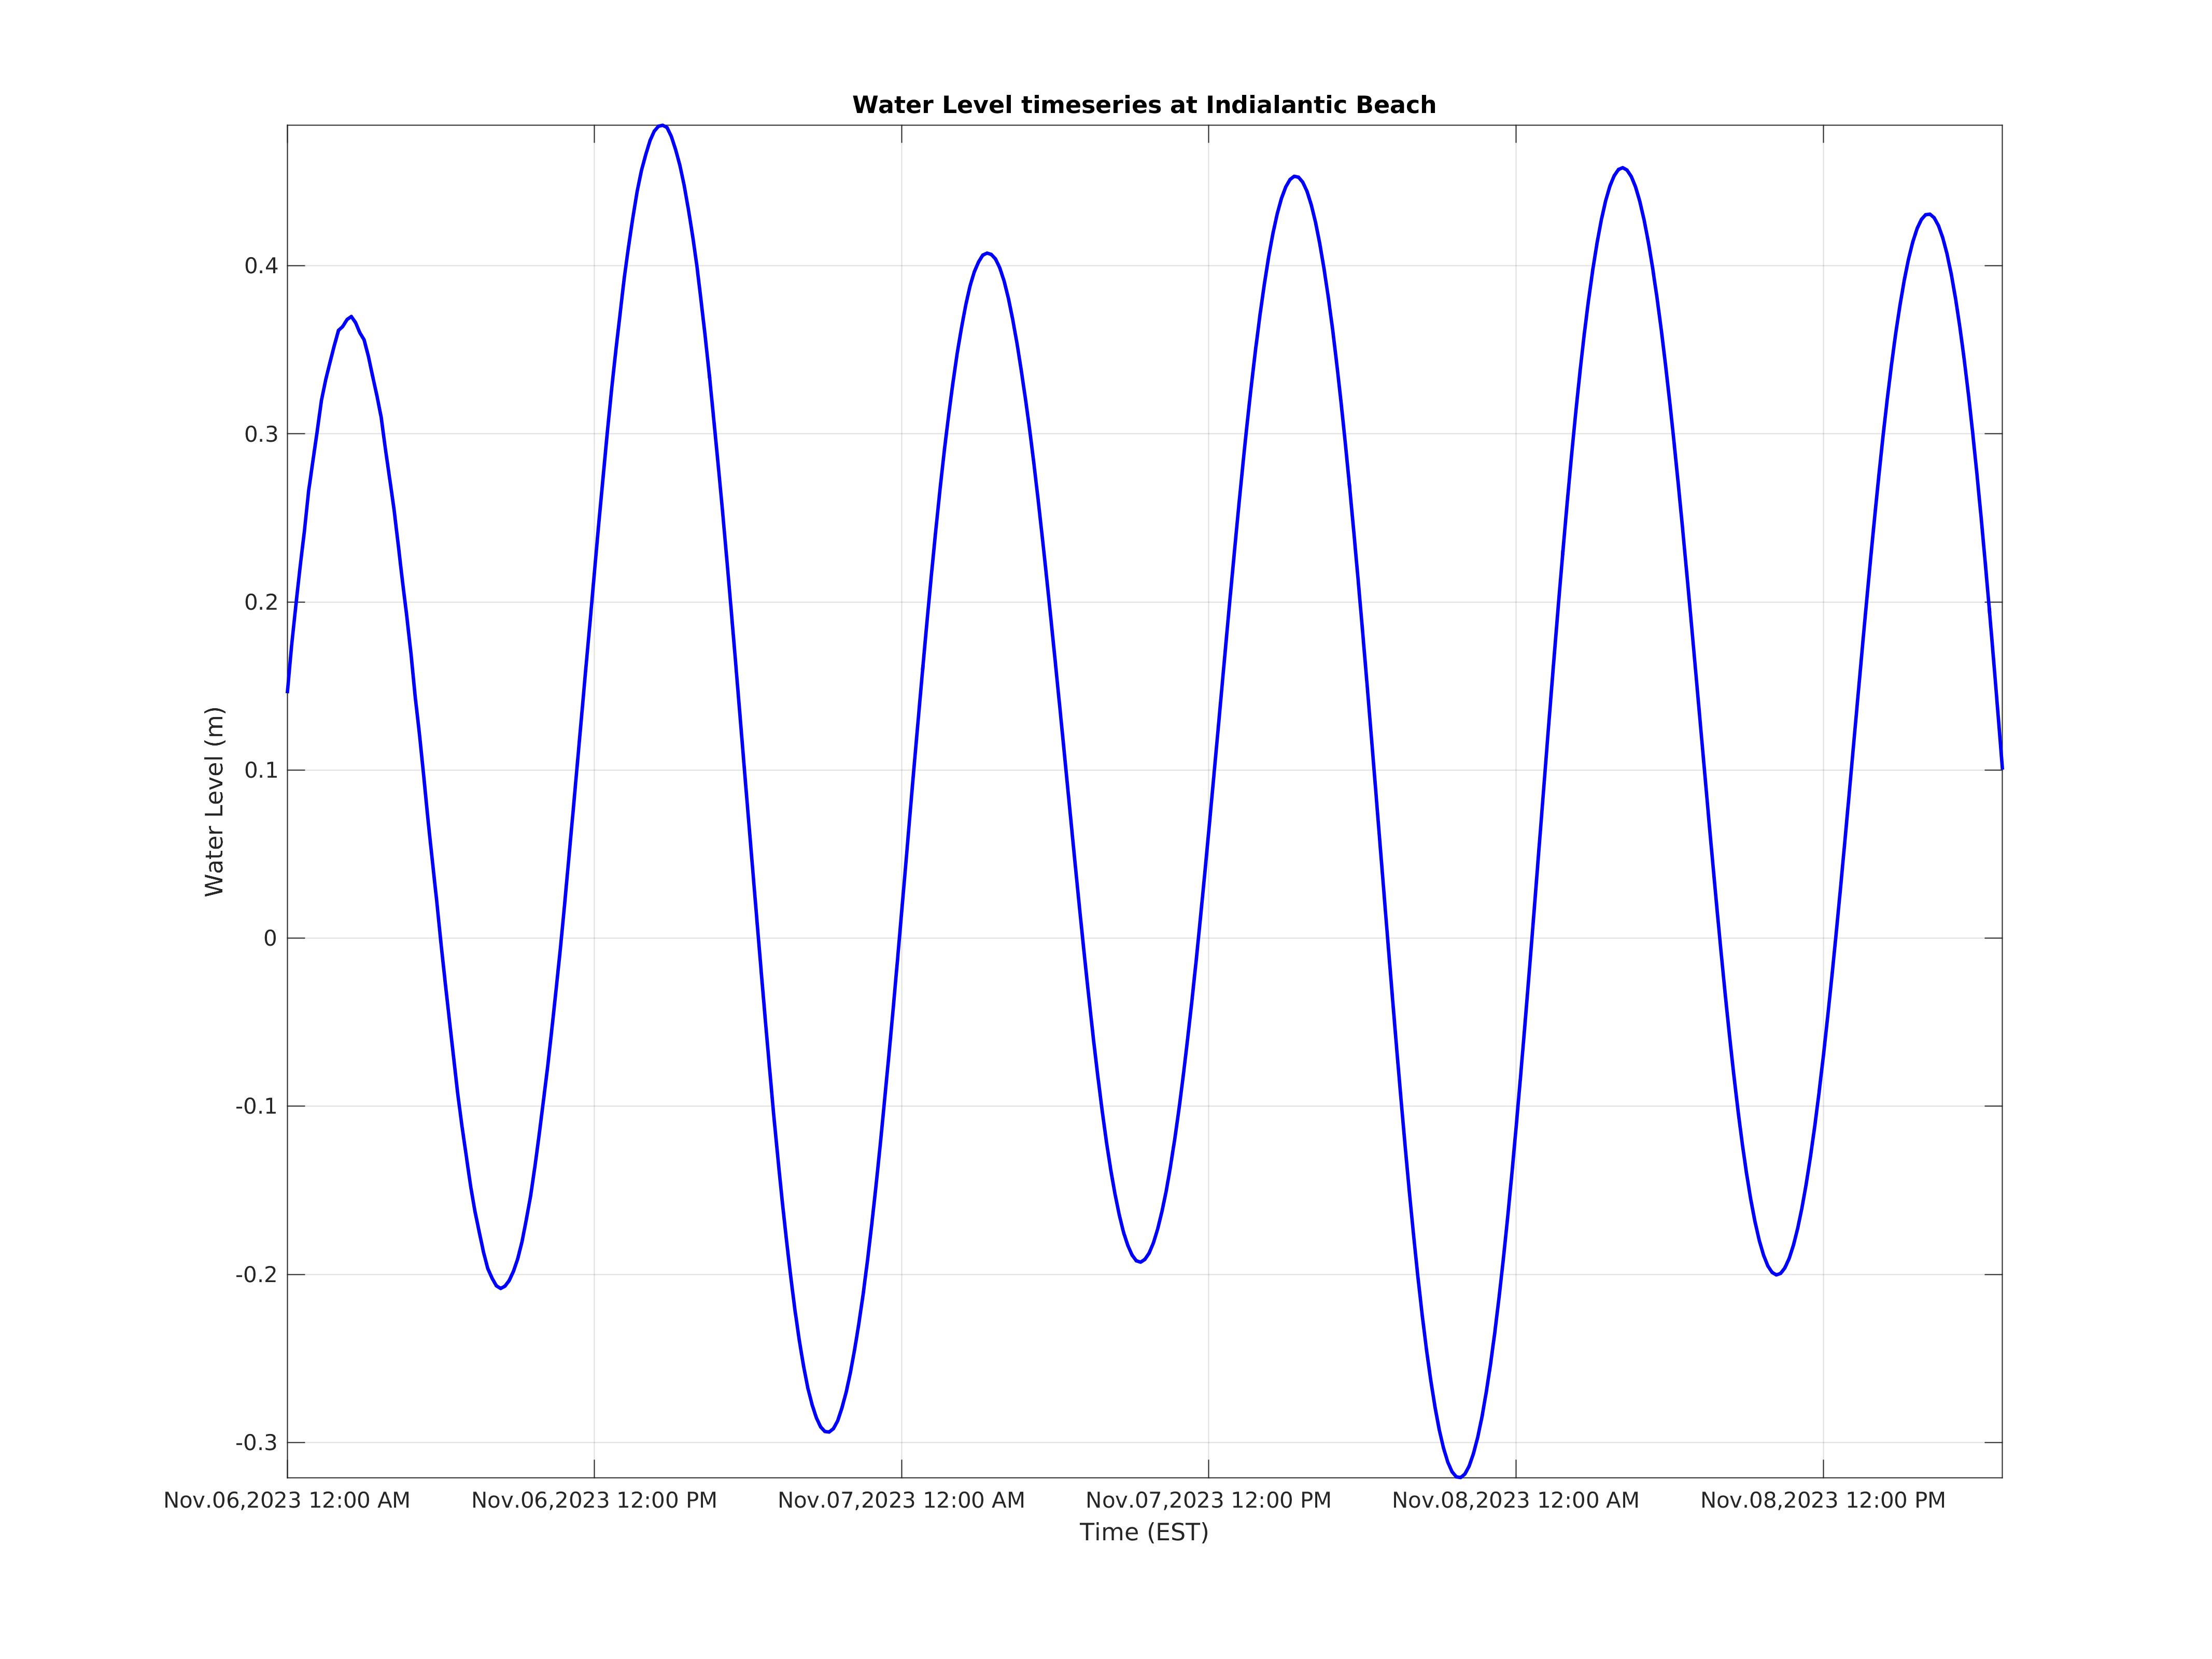 Water Level timeseries at Indialantic Beach
Water Level (m)
0.4
0.3
0.2
0.1
0
-0.1
-0.2
-0.3
Nov.06,2023 12:00 AM Nov.06,2023 12:00 PM Nov.07,2023 12:00 AM Nov.07,2023 12:00 PM Nov.08,2023 12:00 AM Nov.08,2023 12:00 PM
Time (EST)